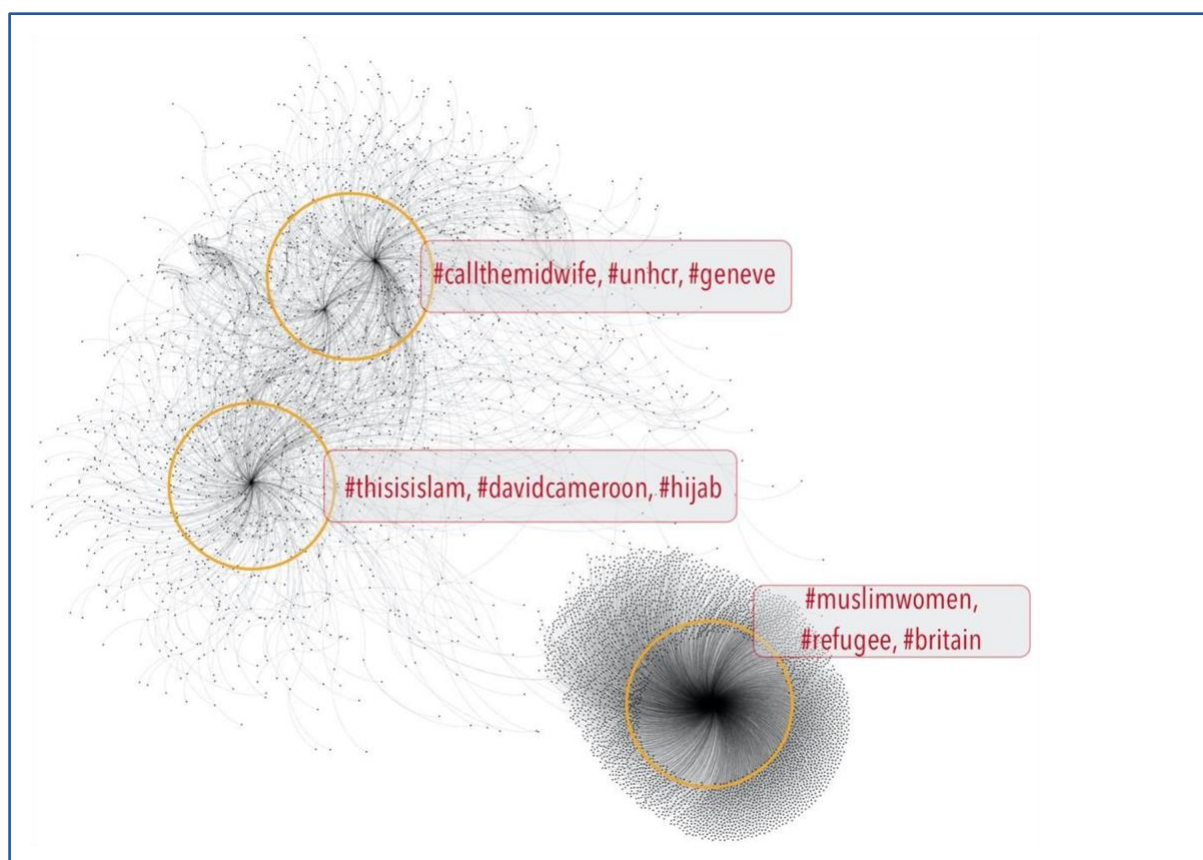 #callthemidwife, #unhcr, #geneve
#thisisislam, #davidcameroon, #hijab
#muslimwomen,
#refugee, #britain